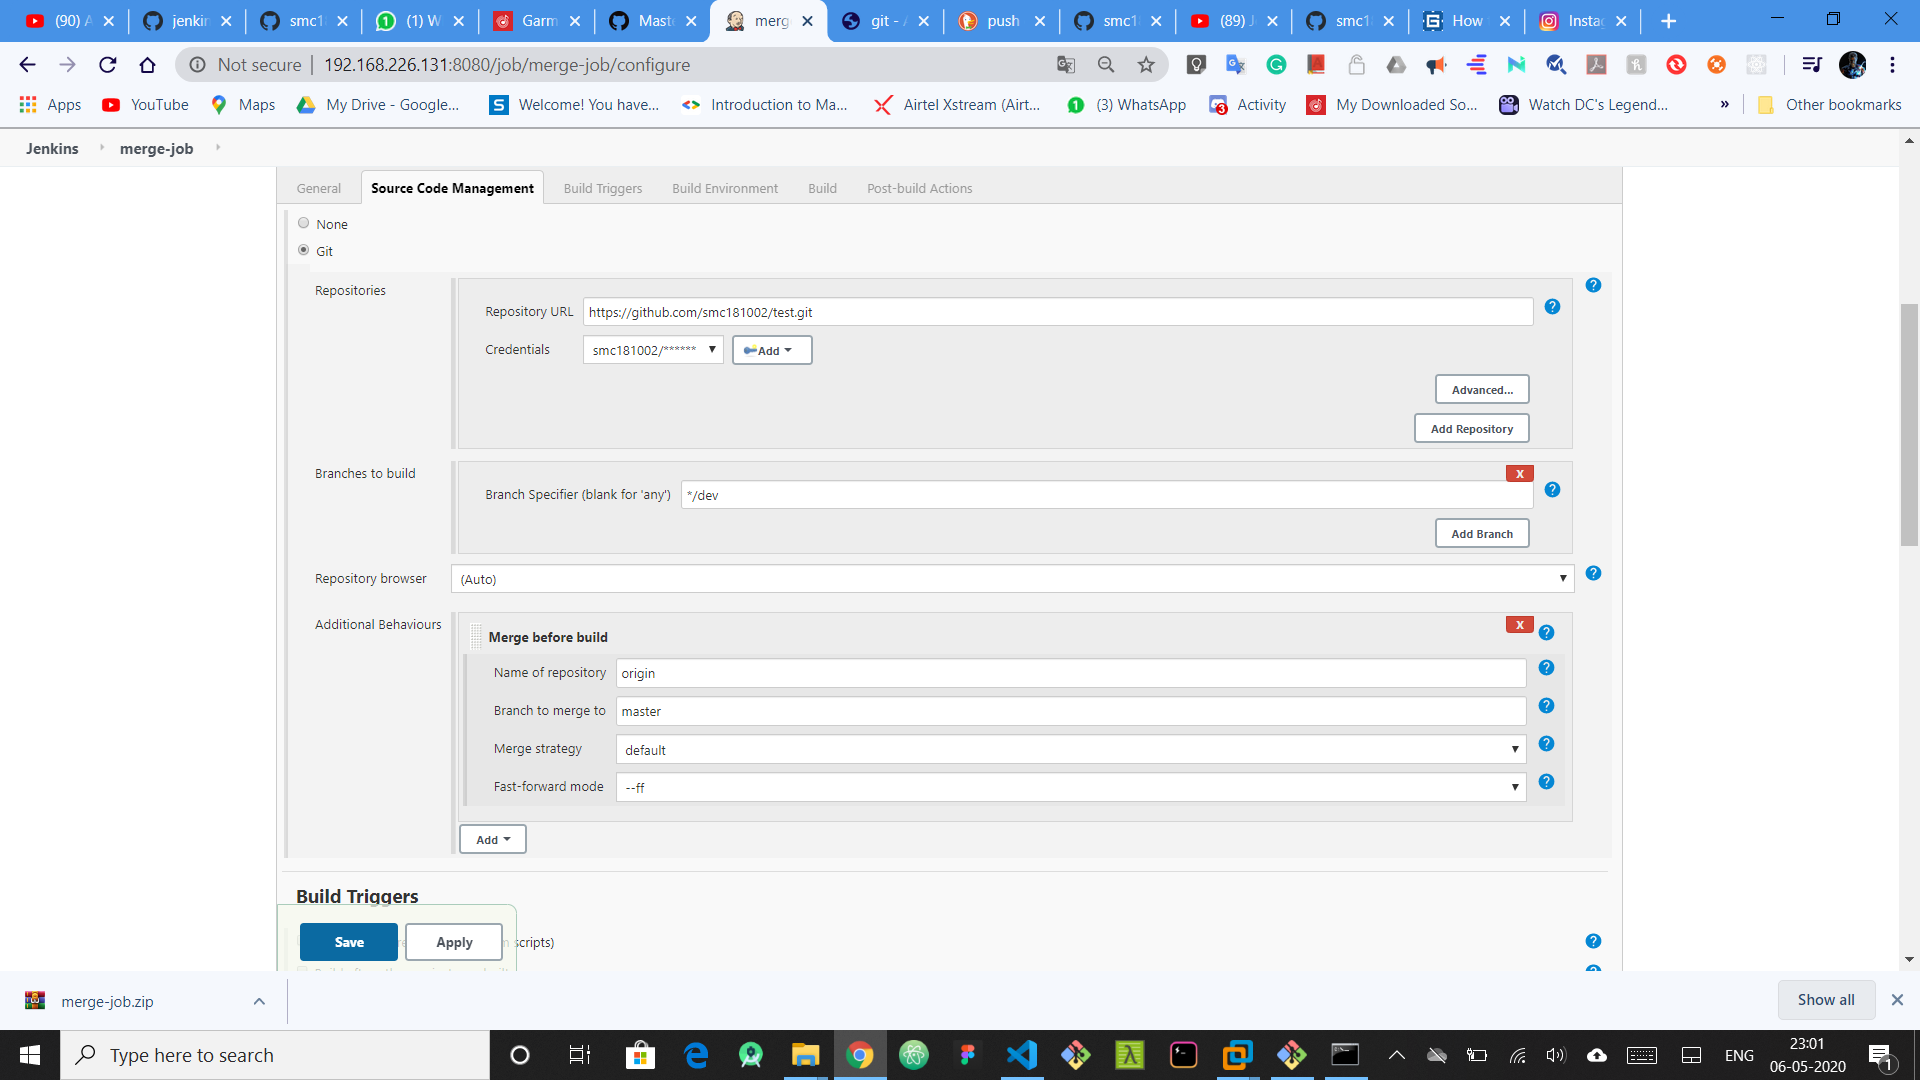 (90) A
jenkin
smc1
(1) W
Garm
Maste
merg
git - A
push
smc1
(89) J
smc1
How
Insta
Not secure
192.168.226.131:8080/job/merge-job/configure
Apps
YouTube
Maps
My Drive - Google...
Welcome! You have...
Introduction to Ma...
Airtel Xstream (Airt...
(3) WhatsApp
Activity
My Downloaded So...
Watch DC's Legend...
»
Other bookmarks
Jenkins
merge-job
General
Source Code Management
Build Triggers
Build Environment
Build
Post-build Actions
None
Git
Repositories
Repository URL
https://github.com/smc181002/test.git
Credentials
smc181002/******
Add
Advanced...
Add Repository
Branches to build
X
Branch Specifier (blank for 'any')
*/dev
Add Branch
Repository browser
(Auto)
Additional Behaviours
X
Merge before build
Name of repository
origin
Branch to merge to
master
Merge strategy
default
Fast-forward mode
--ff
Add
Build Triggers
scripts)
Save
Apply
merge-job.zip
Show all
Type here to search
ENG
23:01
06-05-2020
1